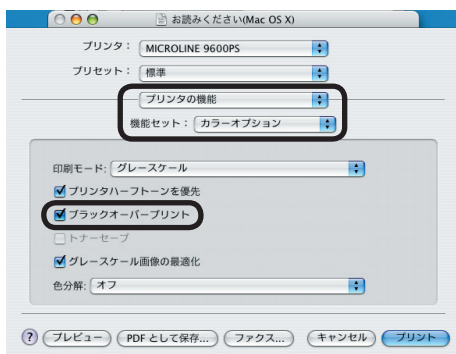 お読みください(Mac OS X)
プリンタ： MICROLINE 9600PS
プリセット： 標準
プリンタの機能
機能セット： カラーオプション
印刷モード: グレースケール
プリンタハーフトーンを優先
ブラックオーバープリント
トナーセーブ
グレースケール画像の最適化
色分解: オフ
? プレビュー PDF として保存... ファクス... キャンセル プリント